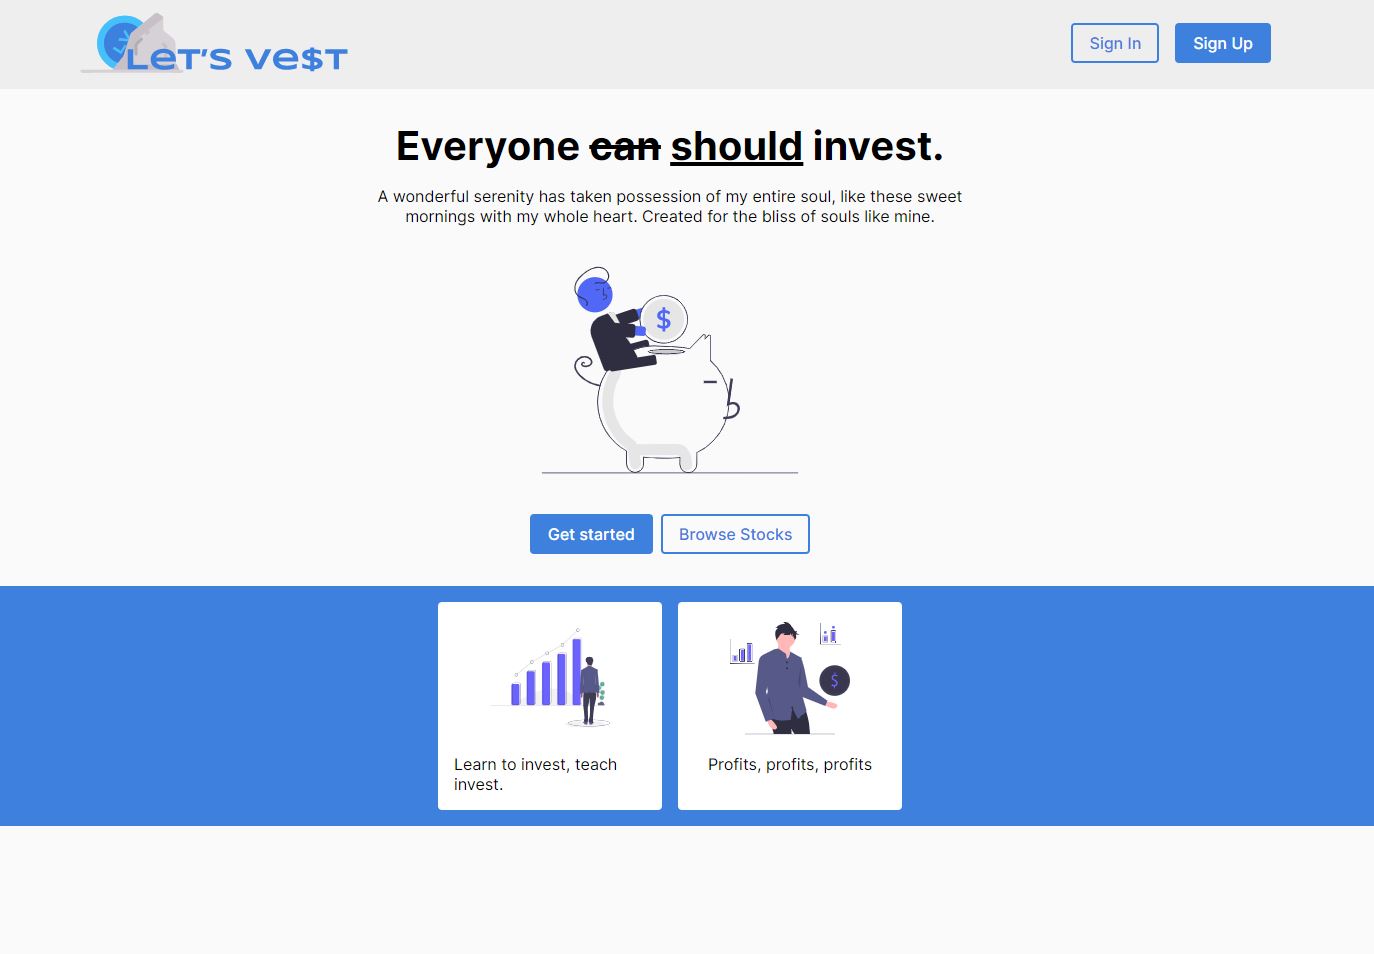 LET'S VE$T
Sign In
Sign Up
Everyone can should invest.
A wonderful serenity has taken possession of my entire soul, like these sweet
mornings with my whole heart. Created for the bliss of souls like mine.
$
Get started
Browse Stocks
$
Learn to invest, teach
invest.
Profits, profits, profits